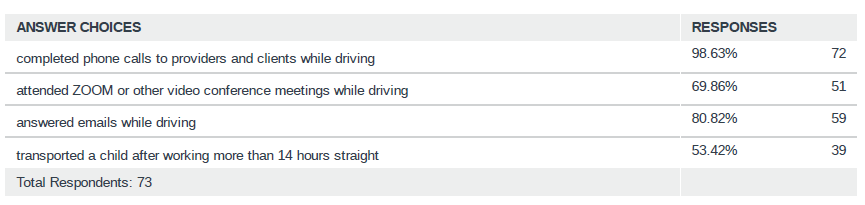 ANSWER CHOICES RESPONSES
completed phone calls to providers and clients while driving 98.63% 72
attended ZOOM or other video conference meetings while driving 69.86% 51
answered emails while driving 80.82% 59
transported a child after working more than 14 hours straight 53.42% 39
Total Respondents: 73